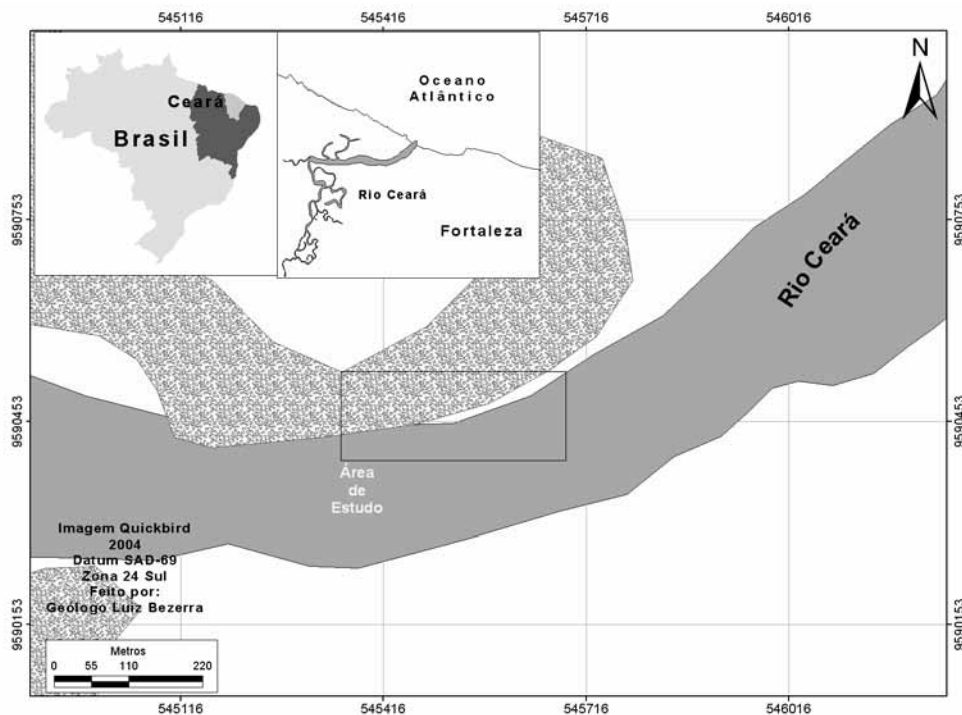 545116 545416 545716 546016
Ceará
Brasil
Oceano
Atlântico
Rio Ceará
Fortaleza
N
9590753
9590753
Rio Ceará
9590453
9590453
Área
de
Estudo
Imagem Quickbird
2004
Datum SAD-69
Zona 24 Sul
Feito por:
Geólogo Luiz Bezerra
9590153
9590153
Metros
0 55 110 220
545116 545416 545716 546016